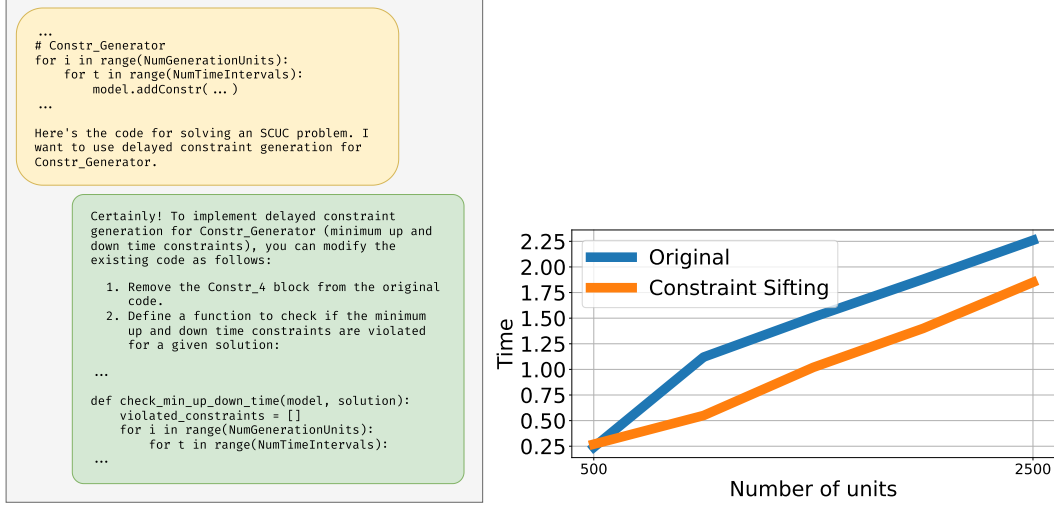 ...
# Constr_Generator
for i in range(NumGenerationUnits):
    for t in range(NumTimeIntervals):
        model.addConstr(...)
...
Here's the code for solving an SCUC problem. I
want to use delayed constraint generation for
Constr_Generator.
Certainly! To implement delayed constraint
generation for Constr_Generator (minimum up and
down time constraints), you can modify the
existing code as follows:
1. Remove the Constr_4 block from the original
code.
2. Define a function to check if the minimum
up and down time constraints are violated
for a given solution:
...
def check_min_up_down_time(model, solution):
    violated_constraints = []
    for i in range(NumGenerationUnits):
        for t in range(NumTimeIntervals):
...
Time
2.25
2.00
1.75
1.50
1.25
1.00
0.75
0.50
0.25
Original
Constraint Sifting
500
2500
Number of units